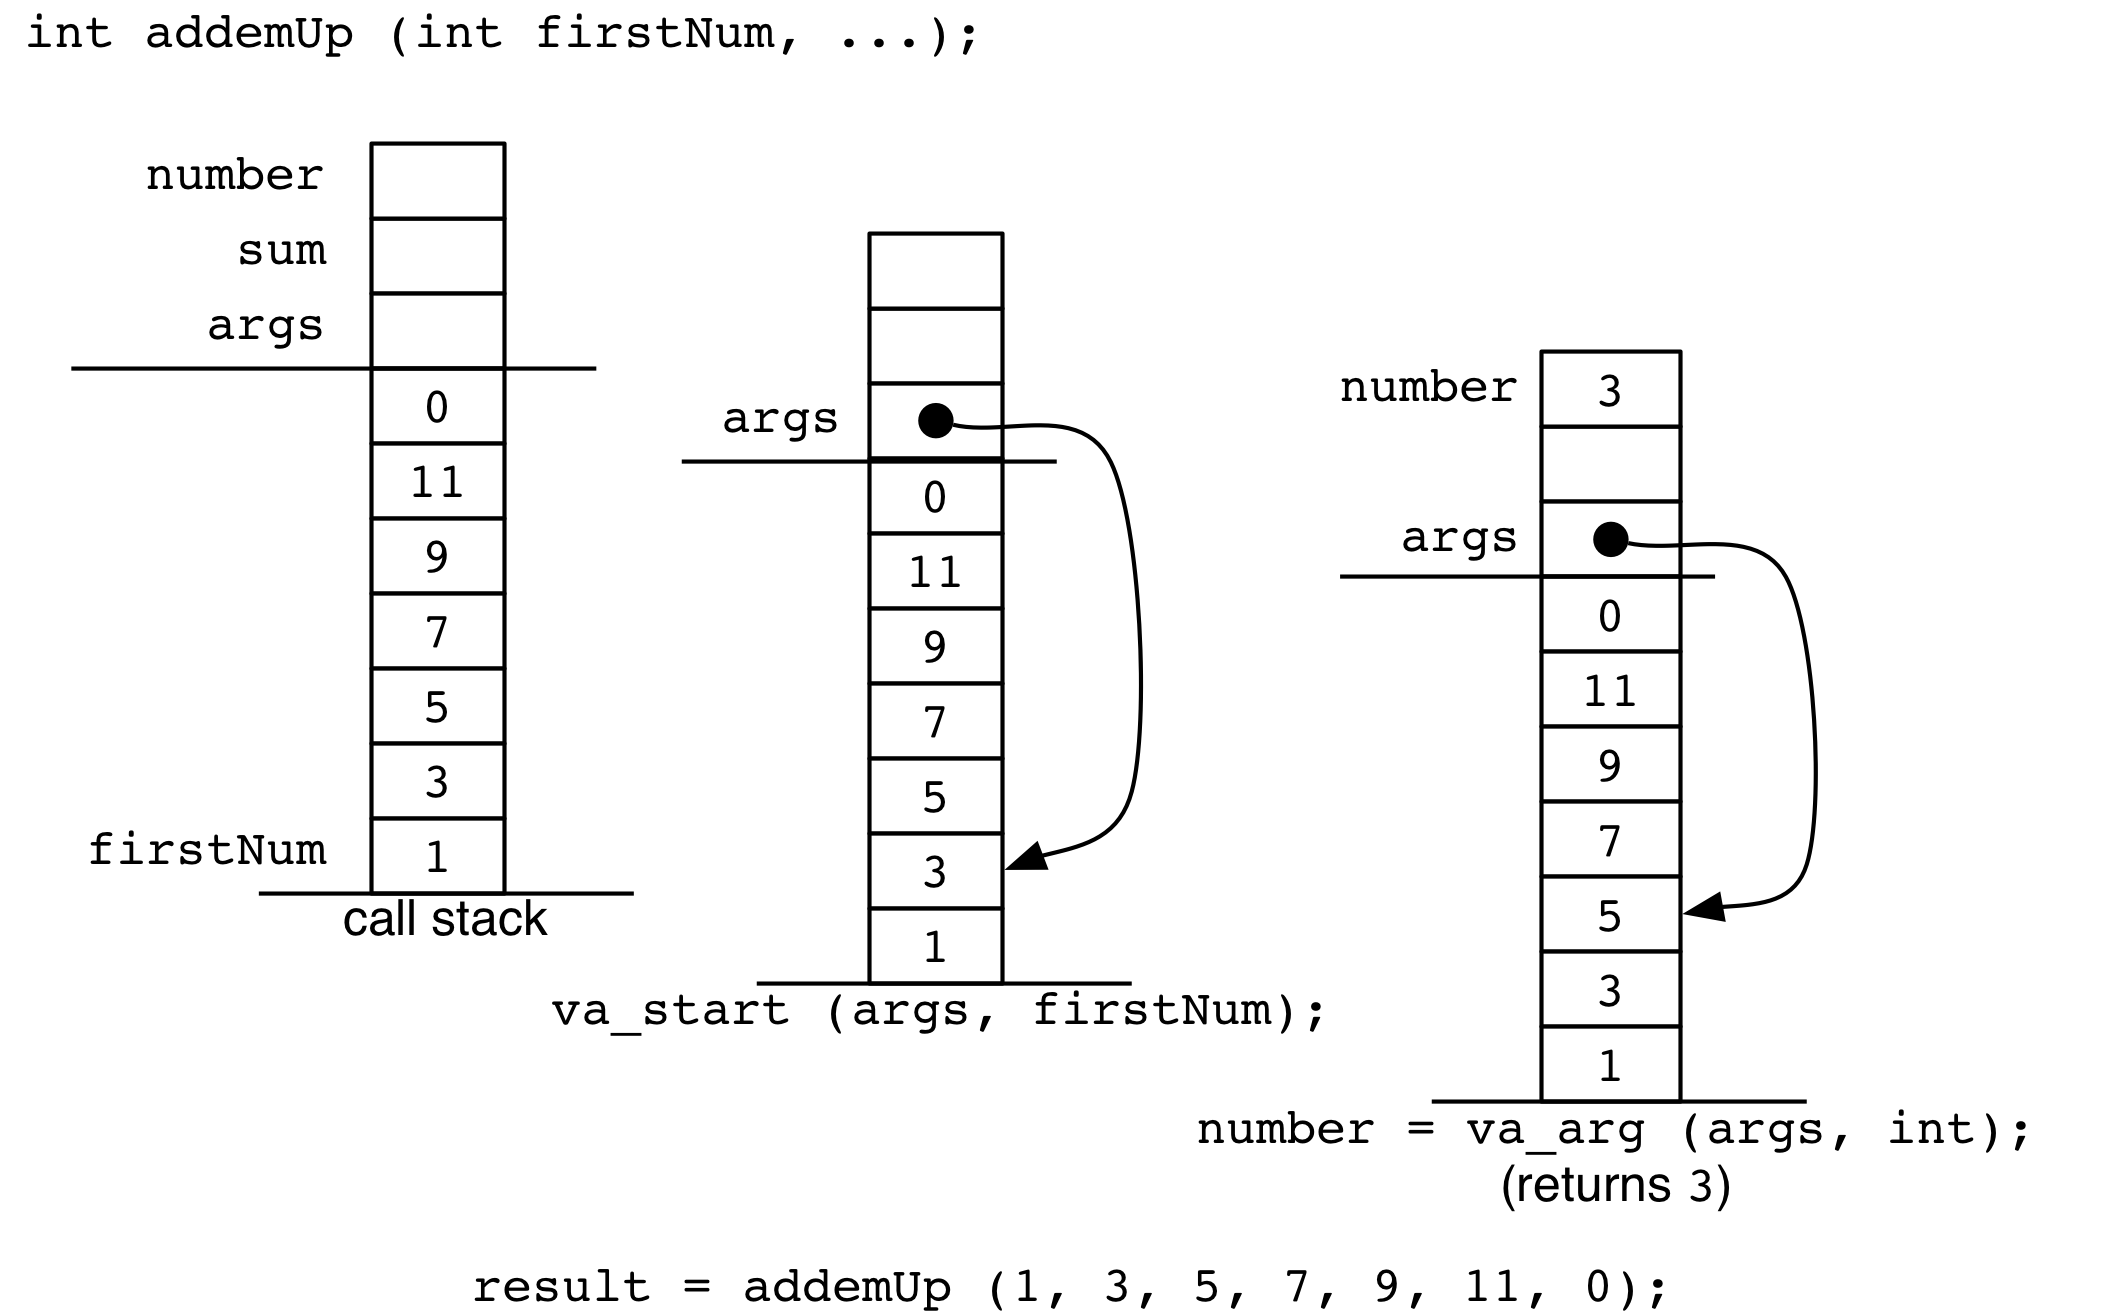 int addemUp (int firstNum, ...);
number
sum
args
0
11
9
7
5
3
firstNum 1
call stack
args
0
11
9
7
5
3
1
va_start (args, firstNum);
number 3
args
0
11
9
7
5
3
1
number = va_arg (args, int);
(returns 3)
result = addemUp (1, 3, 5, 7, 9, 11, 0);